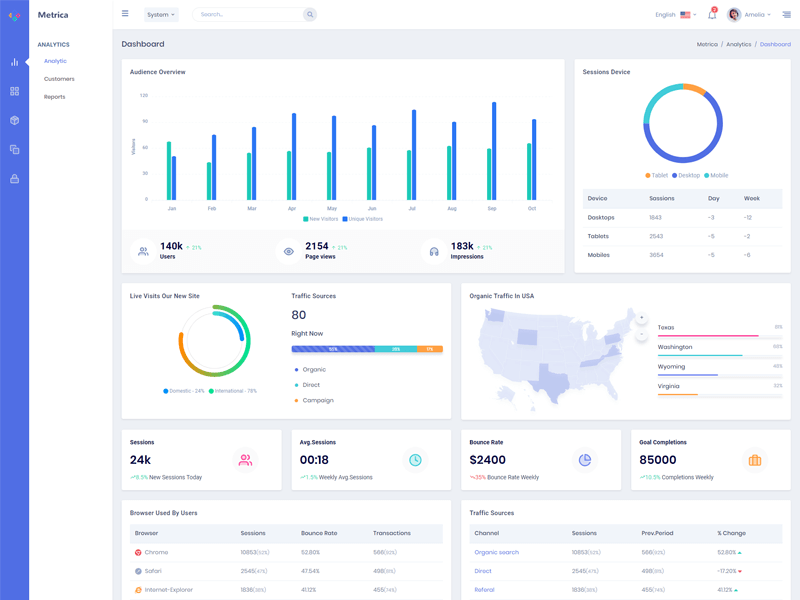 Metrica
System
Search..
English
2
Amelia
ANALYTICS
Analytic
Customers
Reports
Dashboard
Metrica / Analytics / Dashboard
Audience Overview
120
90
60
30
0
Visitors
Jan Feb Mar Apr May Jun Jul Aug Sep Oct
New Visitors Unique Visitors
140k 21%
Users
2154 21%
Page views
183k 21%
Impressions
Sessions Device
Tablet Desktop Mobile
Device Sassions Day Week
Dasktops 1843 -3 -12
Tablets 2543 -5 -2
Mobiles 3654 -5 -6
Live Visits Our New Site
Domestic - 24% International - 76%
Traffic Sources
80
Right Now
Organic
Direct
Campaign
Organic Traffic In USA
+
-
Texas
Washington
Wyoming
Virginia
Sessions
24k
8.5% New Sessions Today
Avg.Sessions
00:18
1.5% Weekly Avg.Sessions
Bounce Rate
$2400
35% Bounce Rate Weekly
Goal Completions
85000
10.5% Completions Weekly
Browser Used By Users
Browser Sessions Bounce Rate Transactions
Chrome 10853(52%) 52.80% 566(92%)
Safari 2545(47%) 47.54% 498(81%)
Internet-Explorer 1836(38%) 41.12% 455(74%)
Traffic Sources
Channel Sessions Prev.Period % Change
Organic search 10853(52%) 566(92%) 52.80%
Direct 2545(47%) 498(81%) -17.20%
Referal 1836(38%) 455(74%) 41.12%